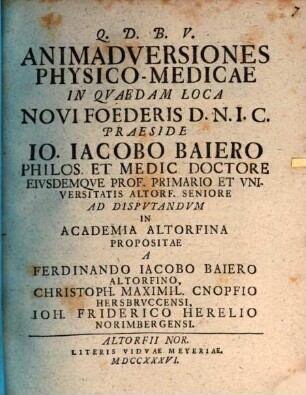 Q. D. B. V.
ANIMADVERSIONES
PHYSICO-MEDICAE
IN QVAEDAM LOCA
NOVI FOEDERIS D. N. I. C.
PRAESIDE
IO. IACOBO BAIERO
PHILOS. ET MEDIC DOCTORE
EIVSDEMQVE PROF. PRIMARIO ET VNI-
VERSITATIS ALTORF. SENIORE
AD DISPVTANDVM
IN
ACADEMIA ALTORFINA
PROPOSITAE
A
FERDINANDO IACOBO BAIERO
ALTORFINO,
CHRISTOPH. MAXIMIL. CNOPFIO
HERSBRVCCENSI,
IOH. FRIDERICO HERELIO
NORIMBERGENSI.
ALTORFII NOR.
LITERIS VIDVAE MEYERIAE.
MDCCXXXVI.